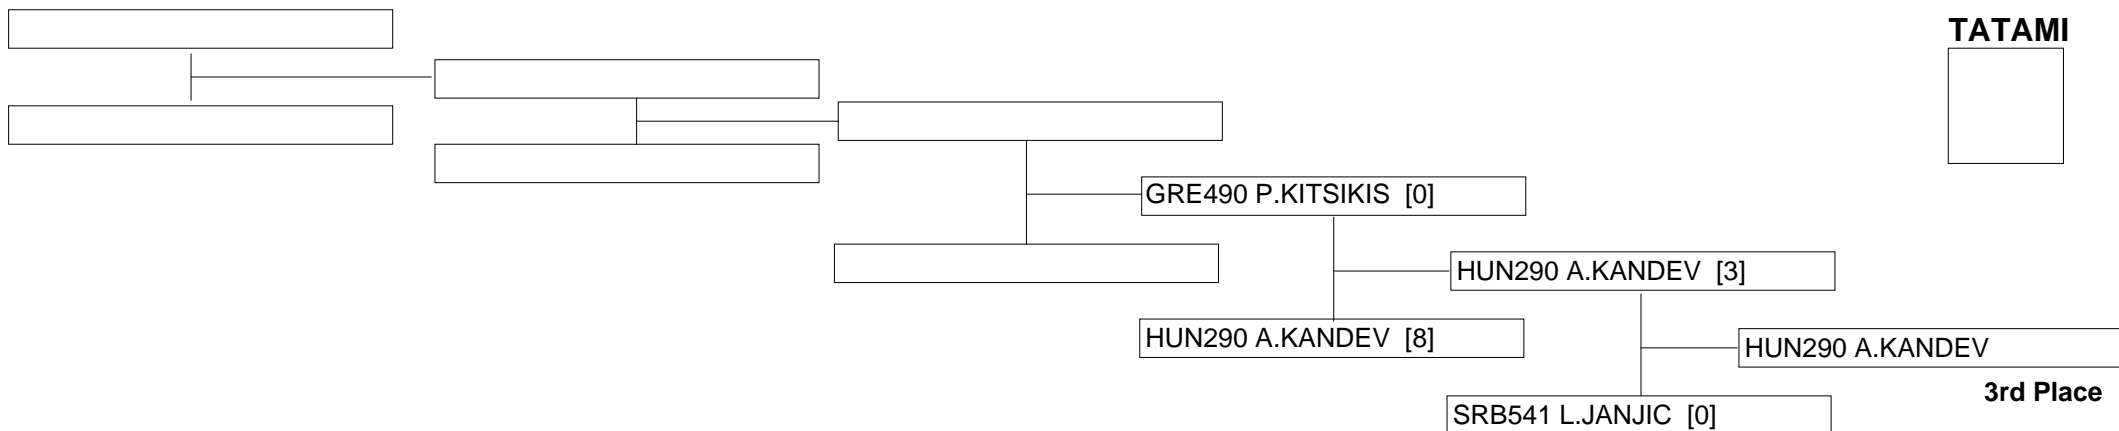 TATAMI
GRE490 P.KITSIKIS [0]
HUN290 A.KANDEV [3]
HUN290 A.KANDEV [8]
HUN290 A.KANDEV
3rd Place
SRB541 L.JANJIC [0]